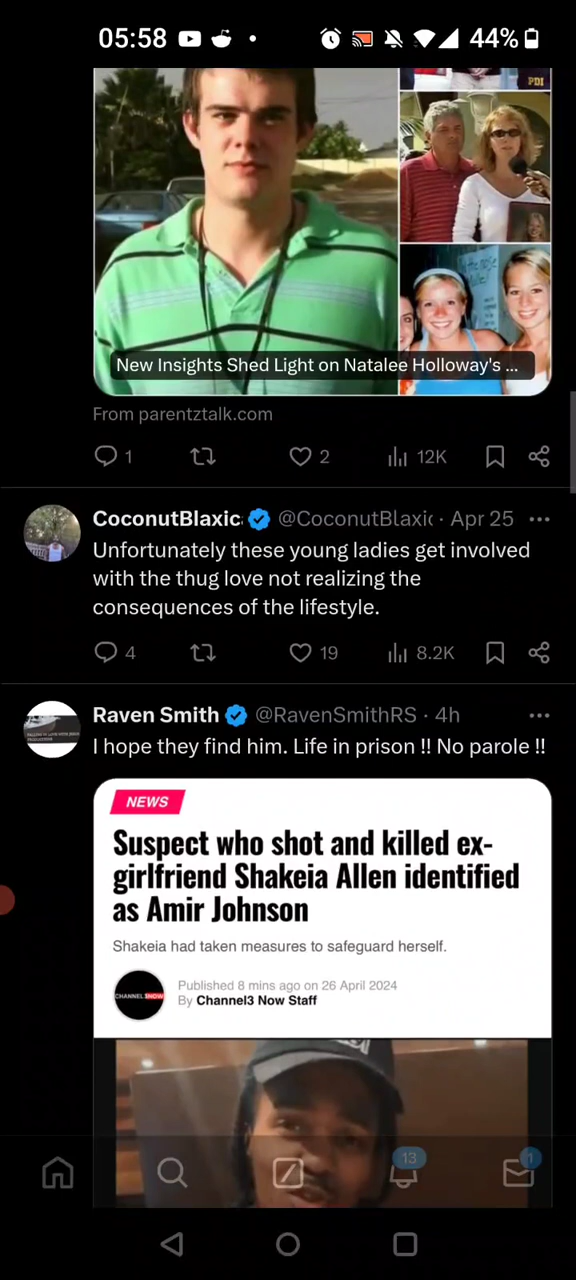 05:58
44%
PDI
New Insights Shed Light on Natalee Holloway's ...
From parentztalk.com
1
2
12K
CoconutBlaxic
@CoconutBlaxic · Apr 25
Unfortunately these young ladies get involved
with the thug love not realizing the
consequences of the lifestyle.
4
19
8.2K
Raven Smith
@RavenSmithRS · 4h
I hope they find him. Life in prison !! No parole !!
NEWS
Suspect who shot and killed ex-
girlfriend Shakeia Allen identified
as Amir Johnson
Shakeia had taken measures to safeguard herself.
CHANNEL3NOW
Published 8 mins ago on 26 April 2024
By Channel3 Now Staff
13
1